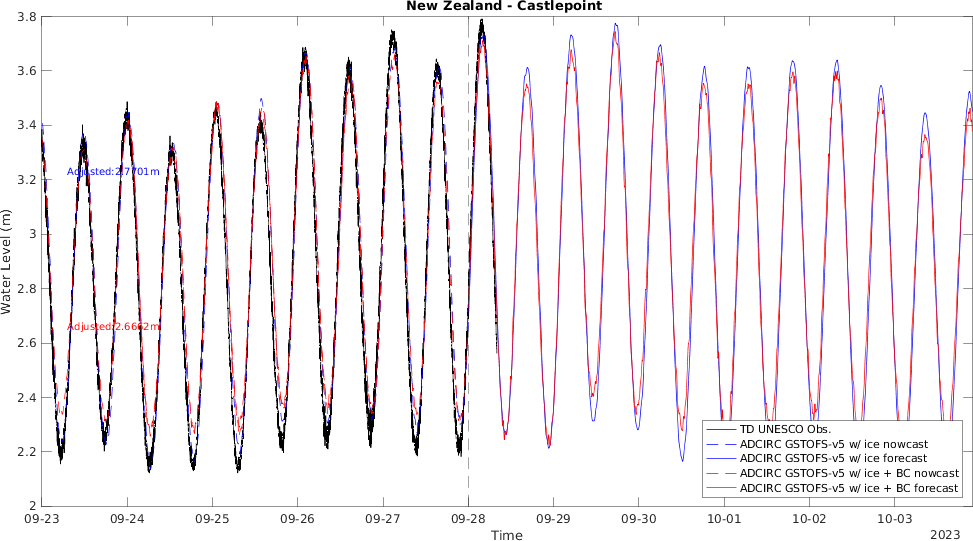 New Zealand - Castlepoint
3.8
3.6
3.4
3.2
3
2.8
2.6
2.4
2.2
2
Water Level (m)
Adjusted:2.7701m
Adjusted:2.6662m
TD UNESCO Obs.
ADCIRC GSTOFS-v5 w/ ice nowcast
ADCIRC GSTOFS-v5 w/ ice forecast
ADCIRC GSTOFS-v5 w/ ice + BC nowcast
ADCIRC GSTOFS-v5 w/ ice + BC forecast
09-23 09-24 09-25 09-26 09-27 09-28 09-29 09-30 10-01 10-02 10-03
Time
2023